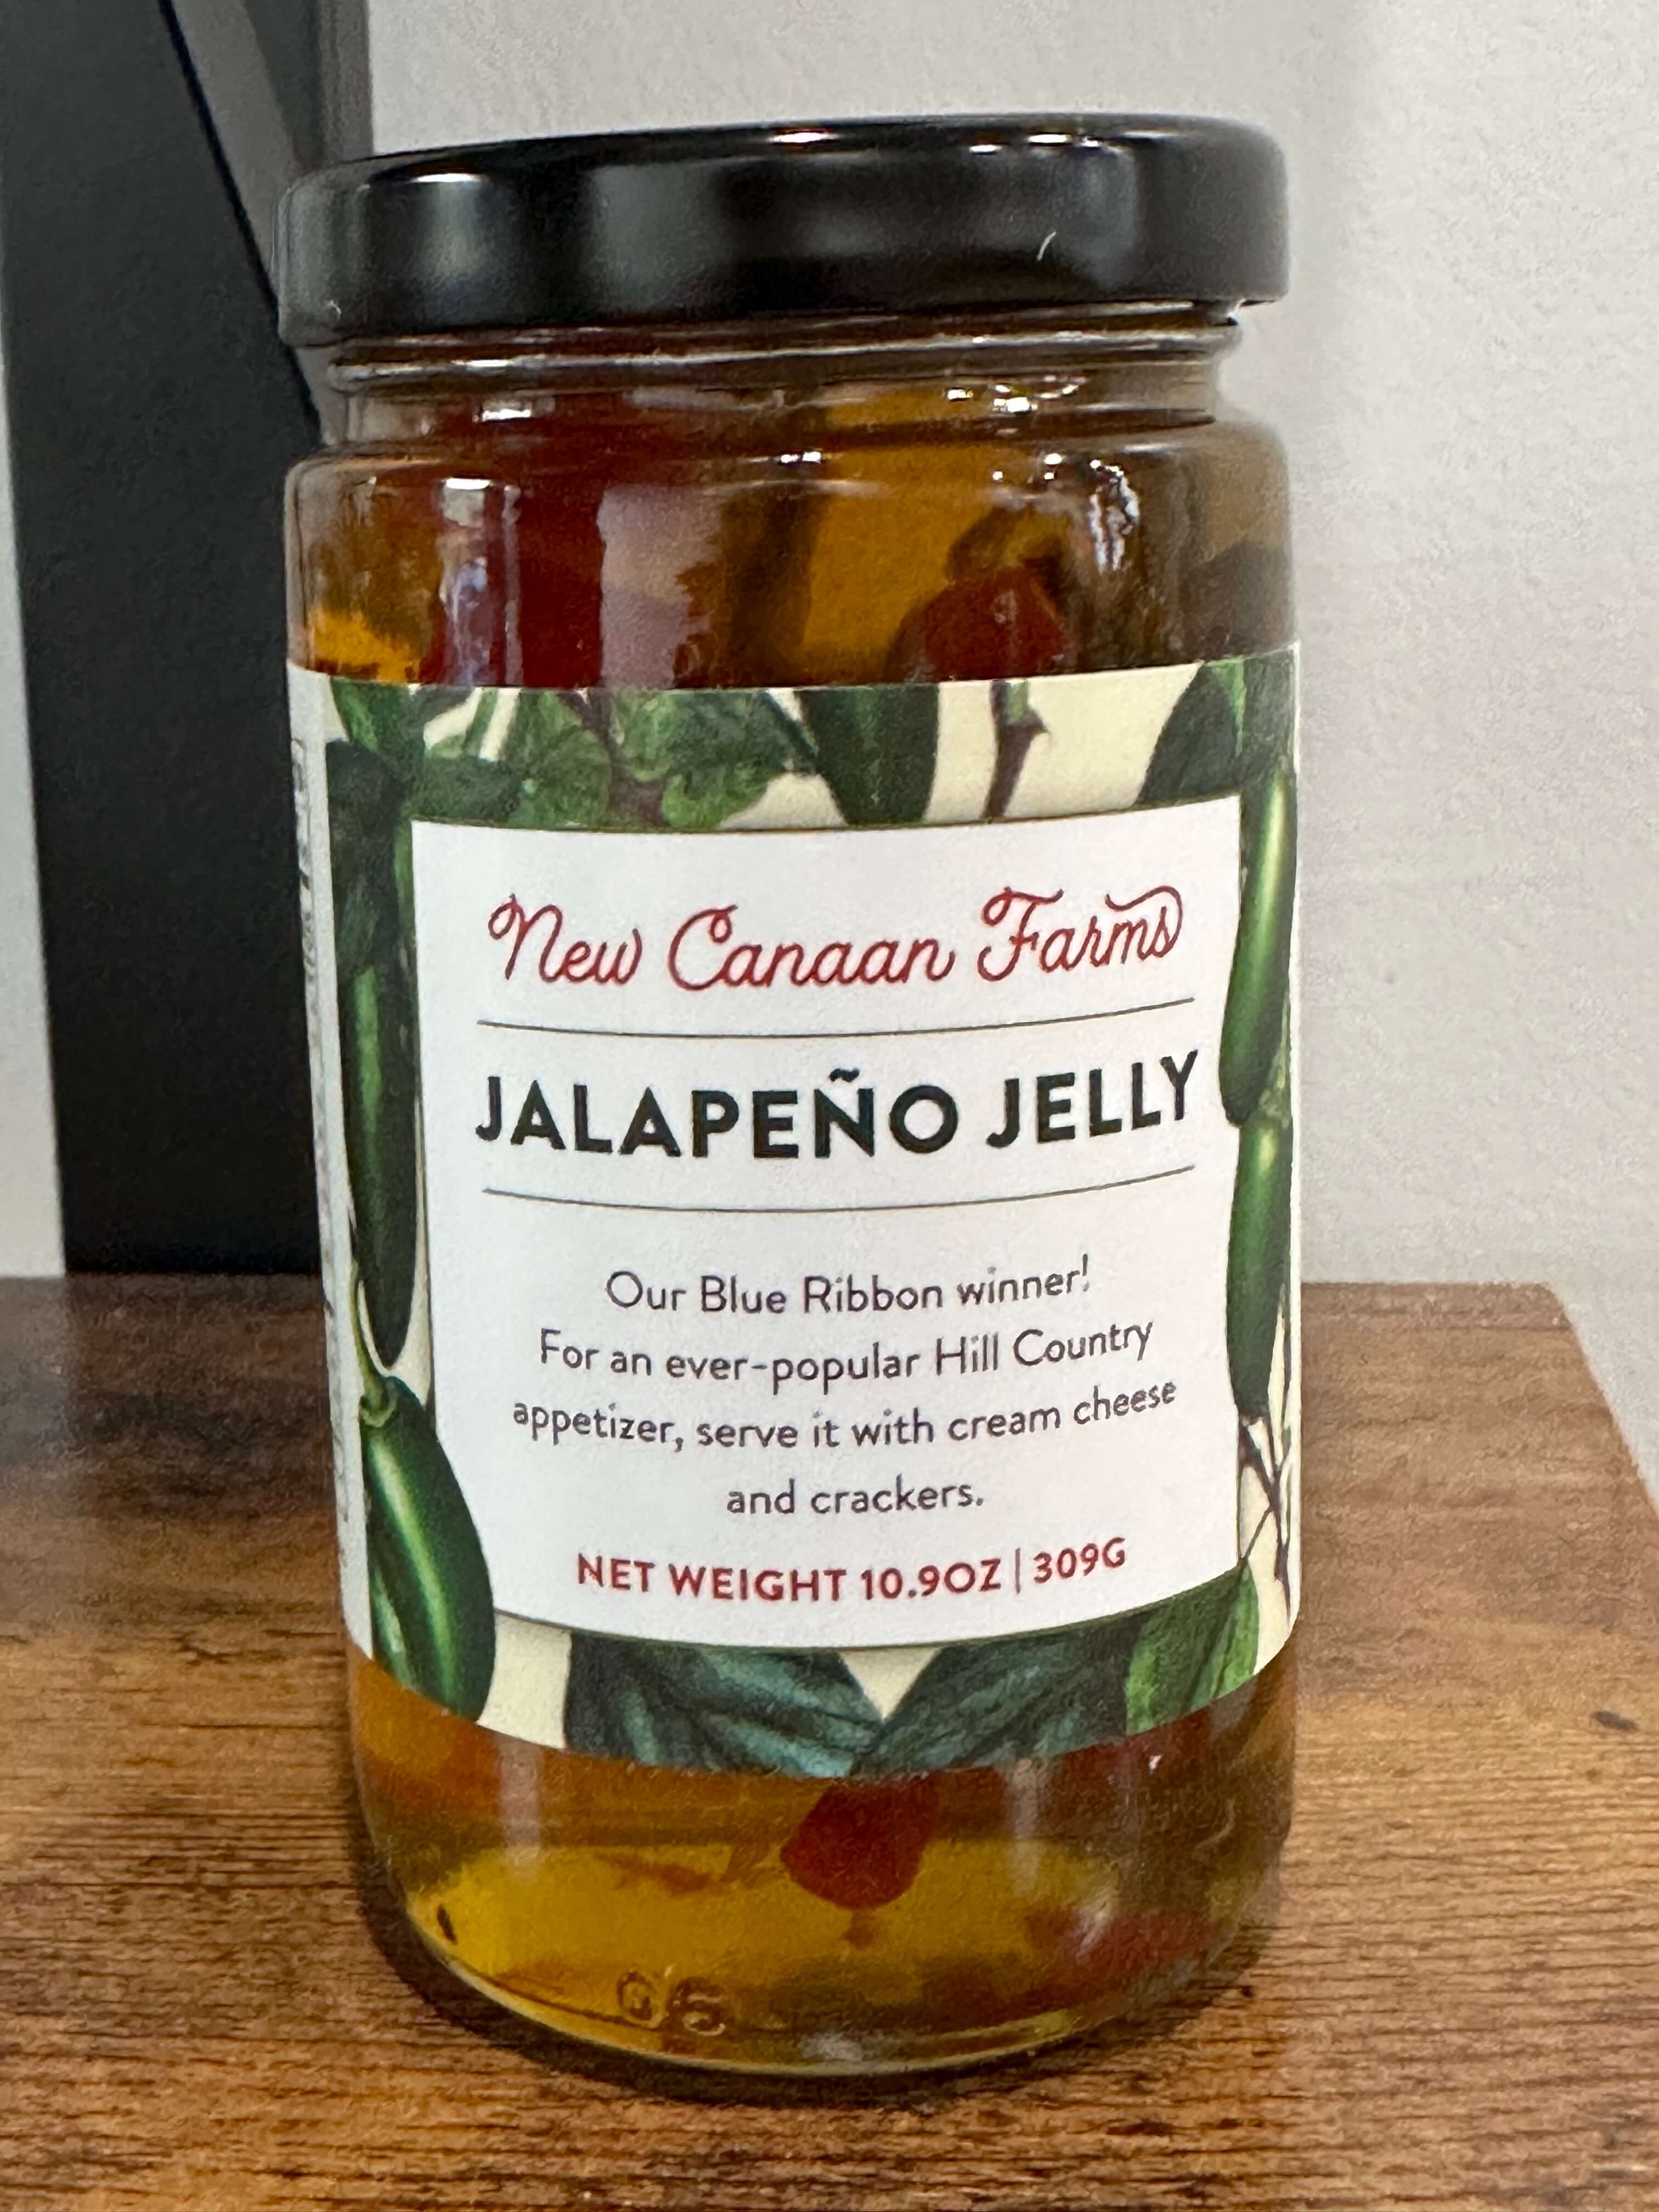 New Canaan Farms
JALAPEÑO JELLY
Our Blue Ribbon winner!
For an ever-popular Hill Country
appetizer, serve it with cream cheese
and crackers.
NET WEIGHT 10.9OZ | 309G